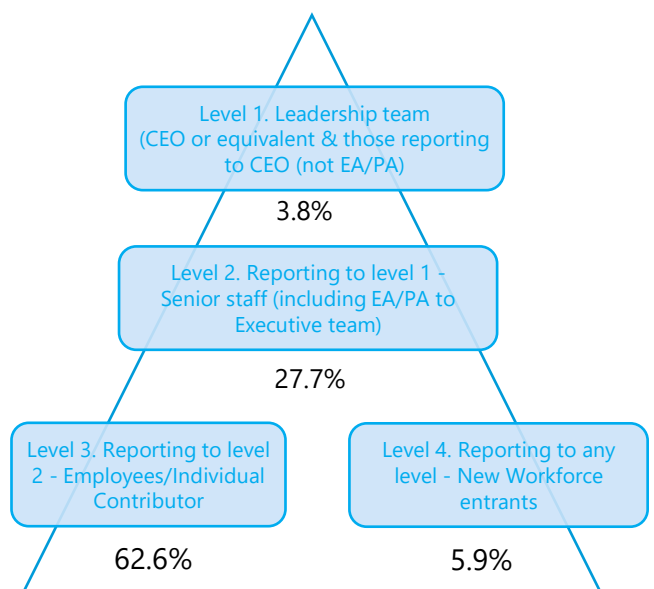 Level 1. Leadership team
(CEO or equivalent & those reporting
to CEO (not EA/PA)
3.8%
Level 2. Reporting to level 1 -
Senior staff (including EA/PA to
Executive team)
27.7%
Level 3. Reporting to level
2 - Employees/Individual
Contributor
62.6%
Level 4. Reporting to any
level - New Workforce
entrants
5.9%